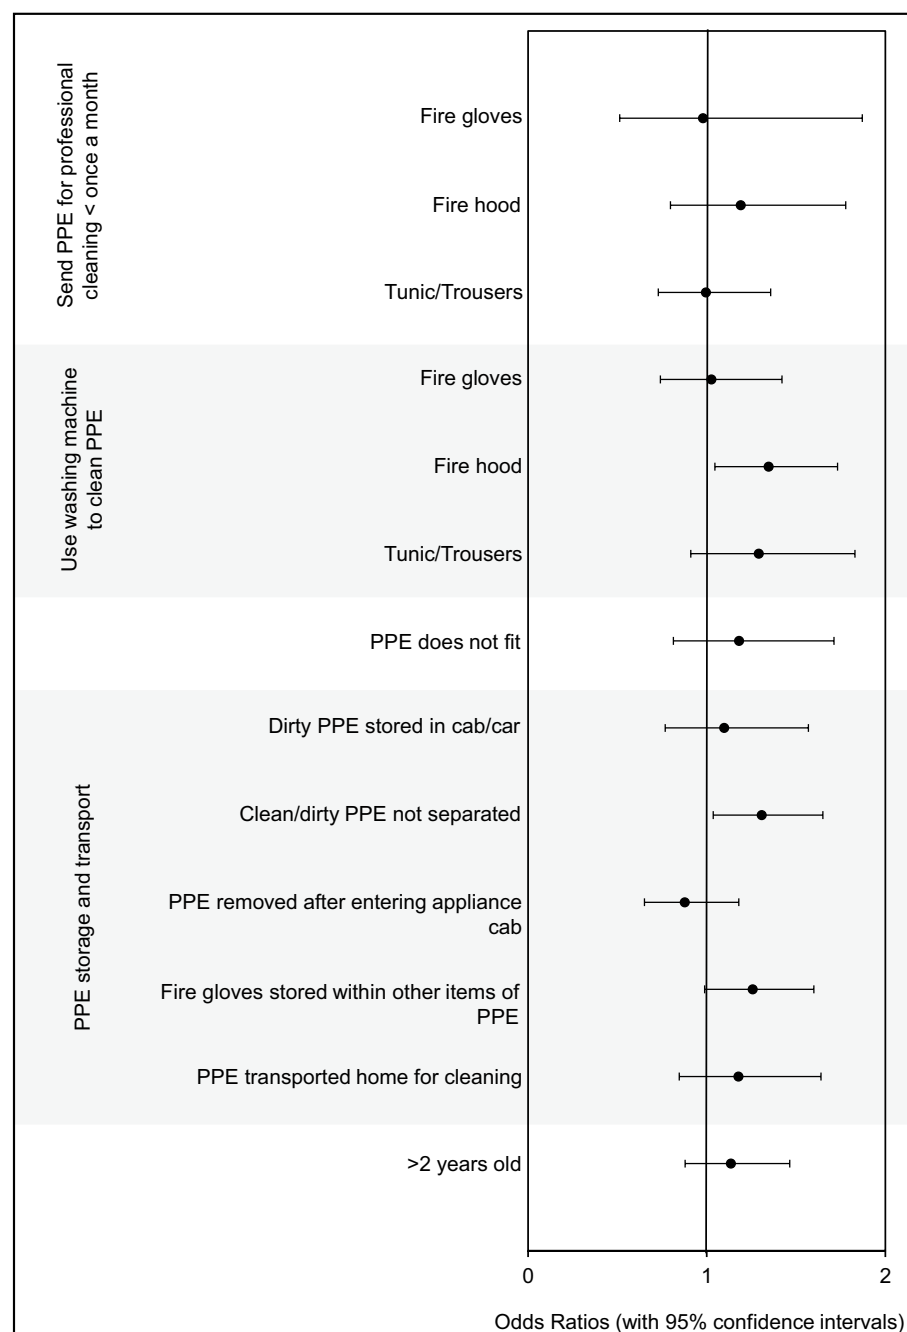 Send PPE for professional
cleaning < once a month
Fire gloves
Fire hood
Tunic/Trousers
Use washing machine
to clean PPE
Fire gloves
Fire hood
Tunic/Trousers
PPE does not fit
PPE storage and transport
Dirty PPE stored in cab/car
Clean/dirty PPE not separated
PPE removed after entering appliance
cab
Fire gloves stored within other items of
PPE
PPE transported home for cleaning
>2 years old
0 1 2
Odds Ratios (with 95% confidence intervals)